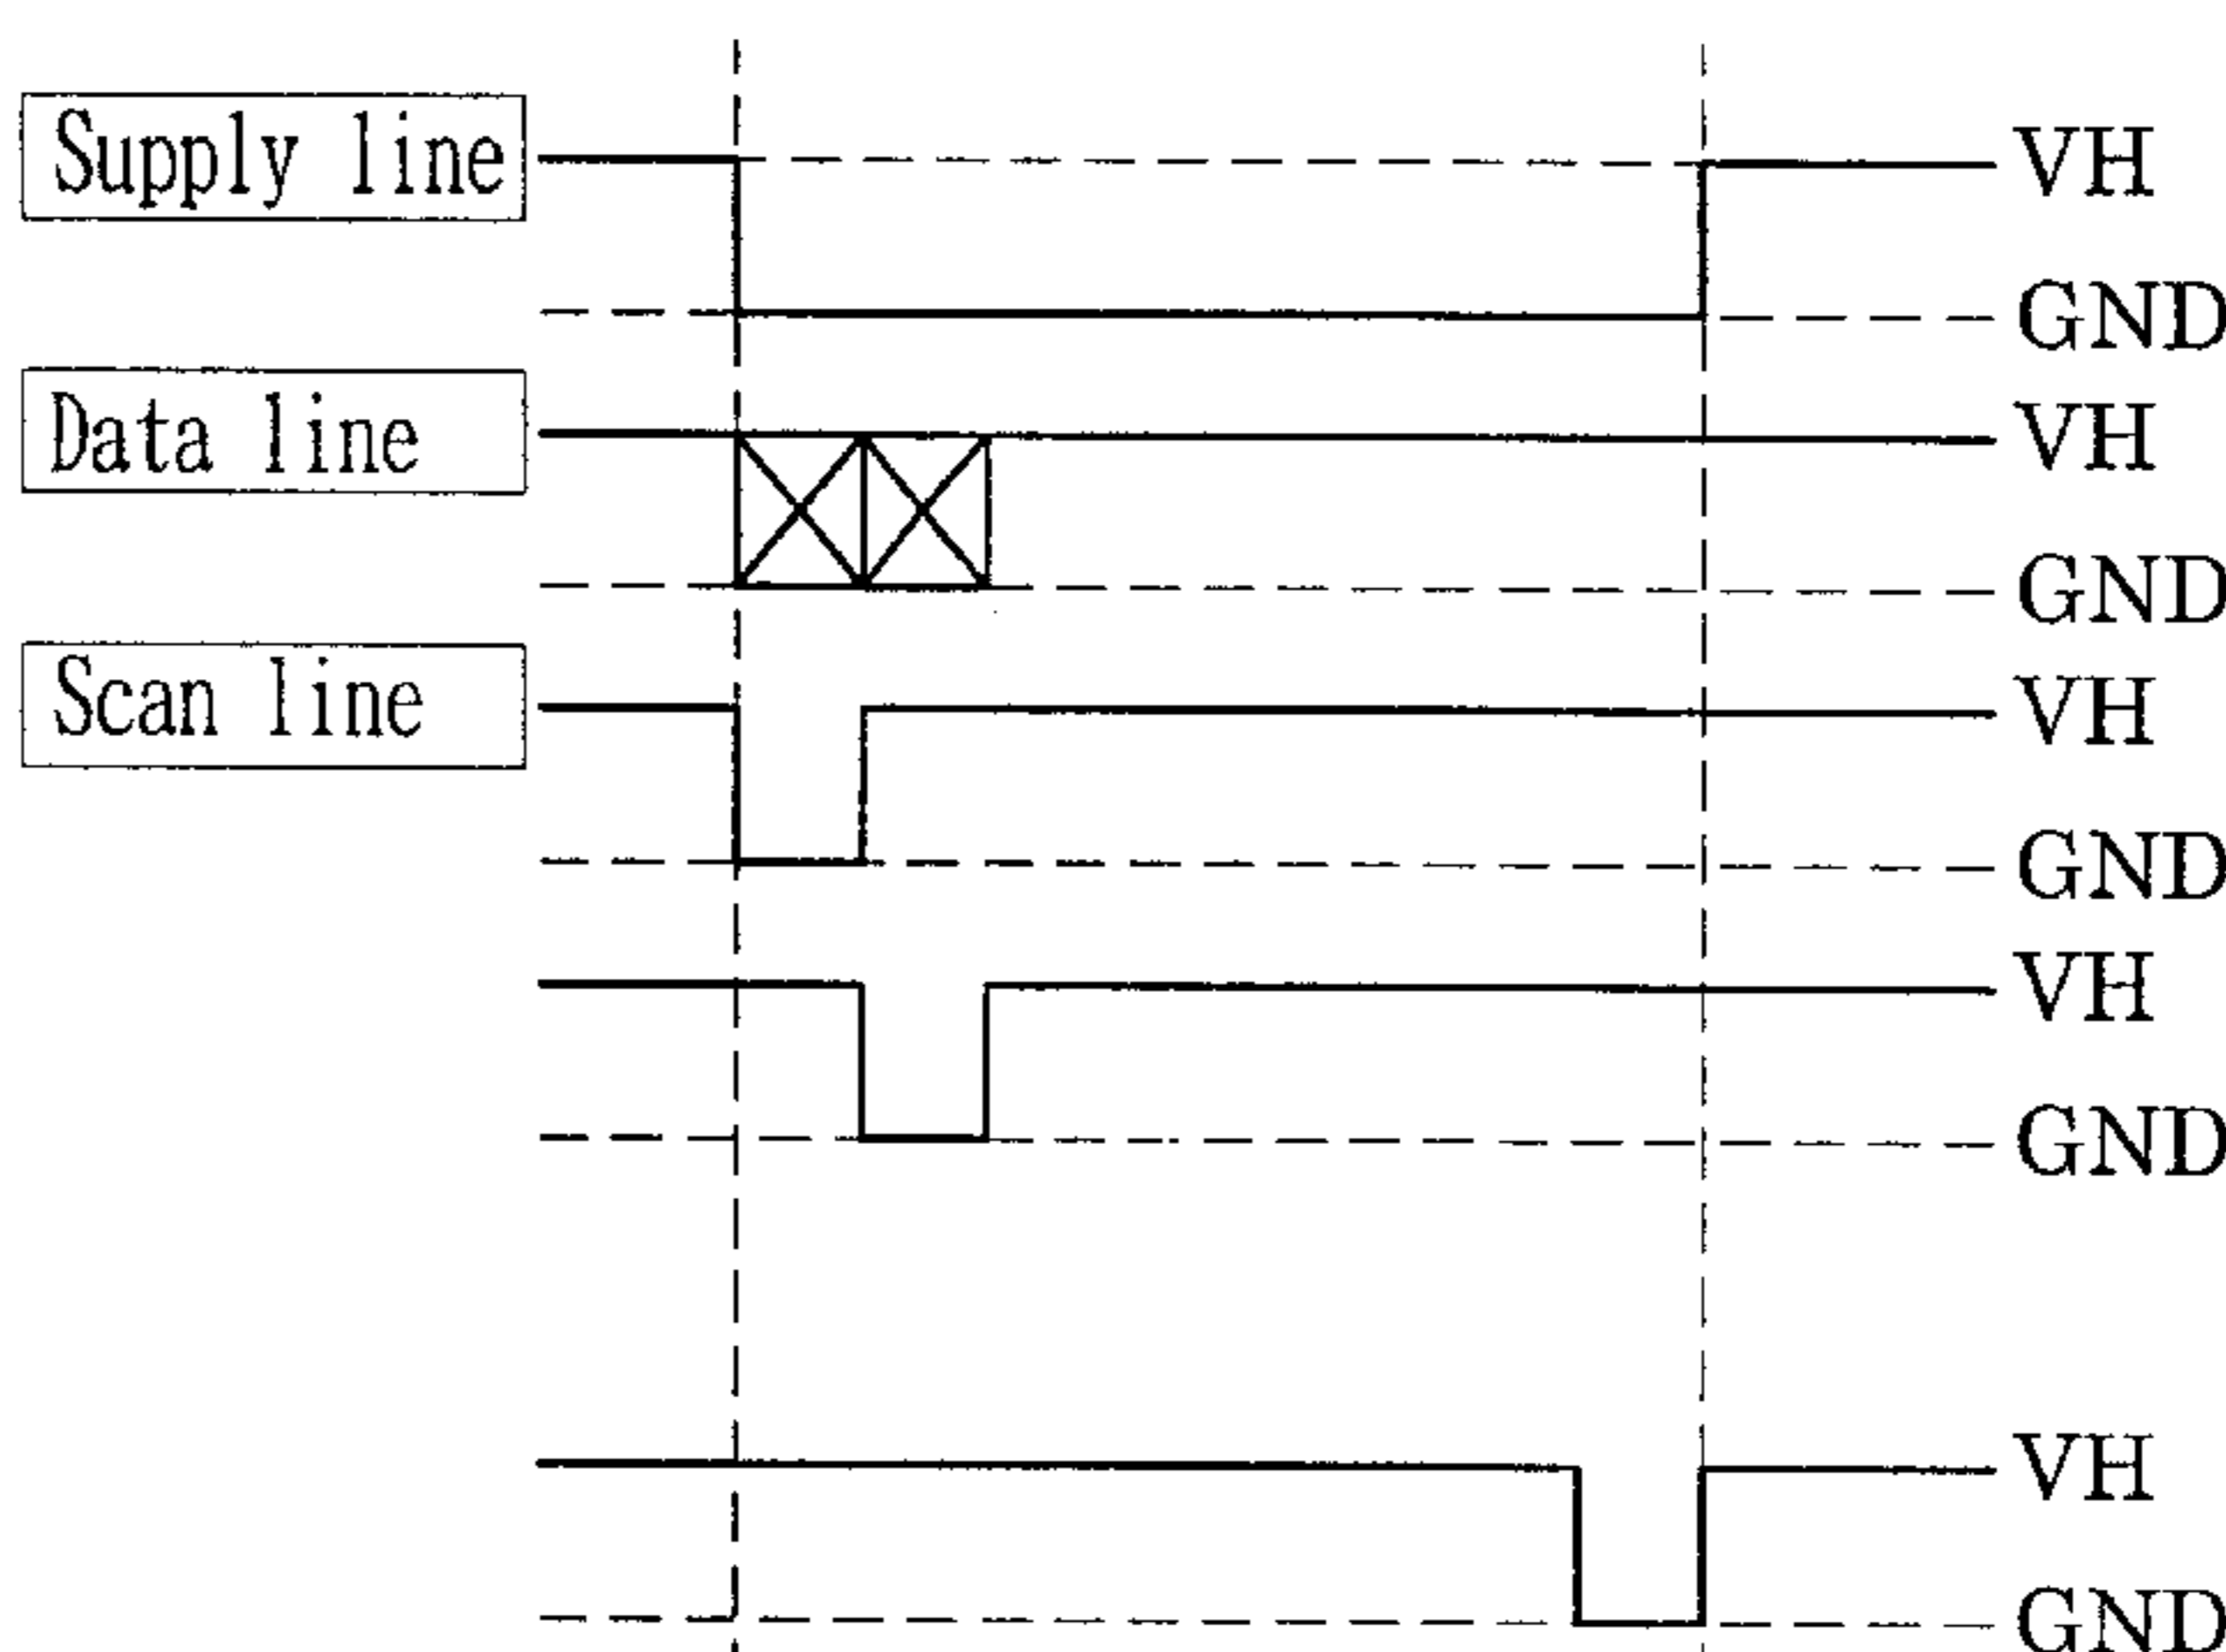 Supply line
VH
GND
Data line
VH
GND
Scan line
VH
GND
VH
GND
VH
GND